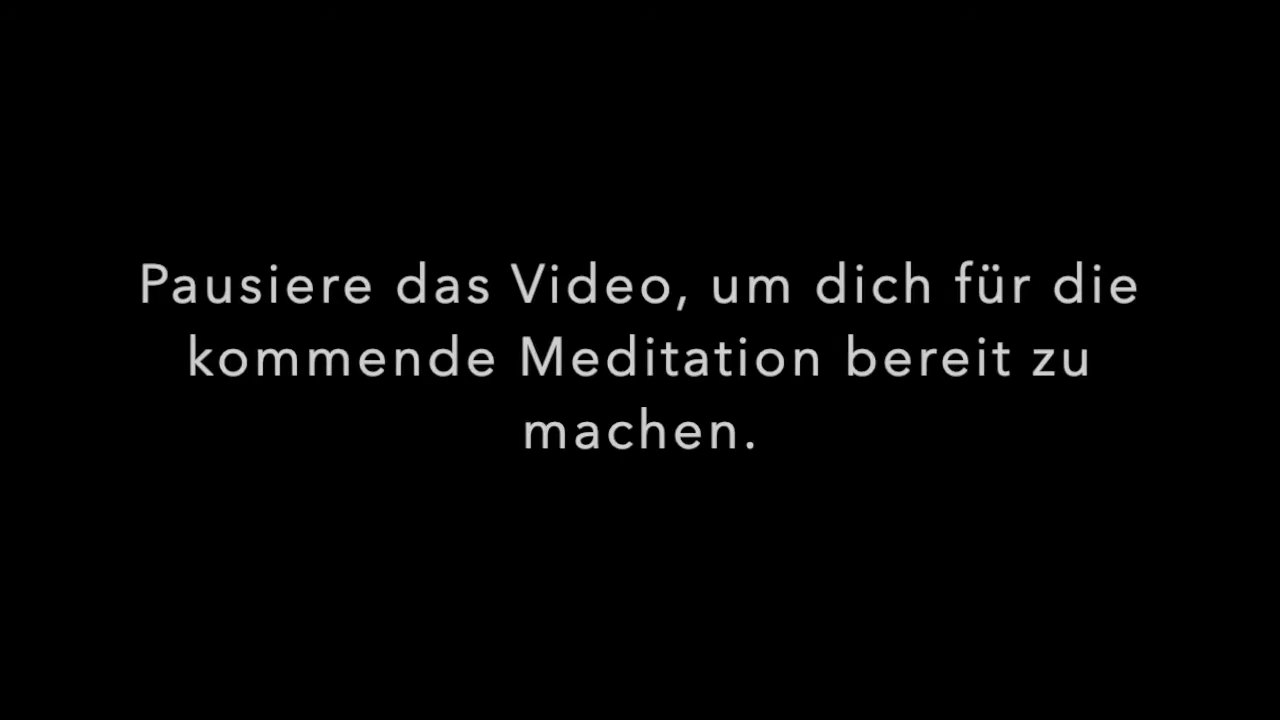 Pausiere das Video, um dich für die
kommende Meditation bereit zu
machen.